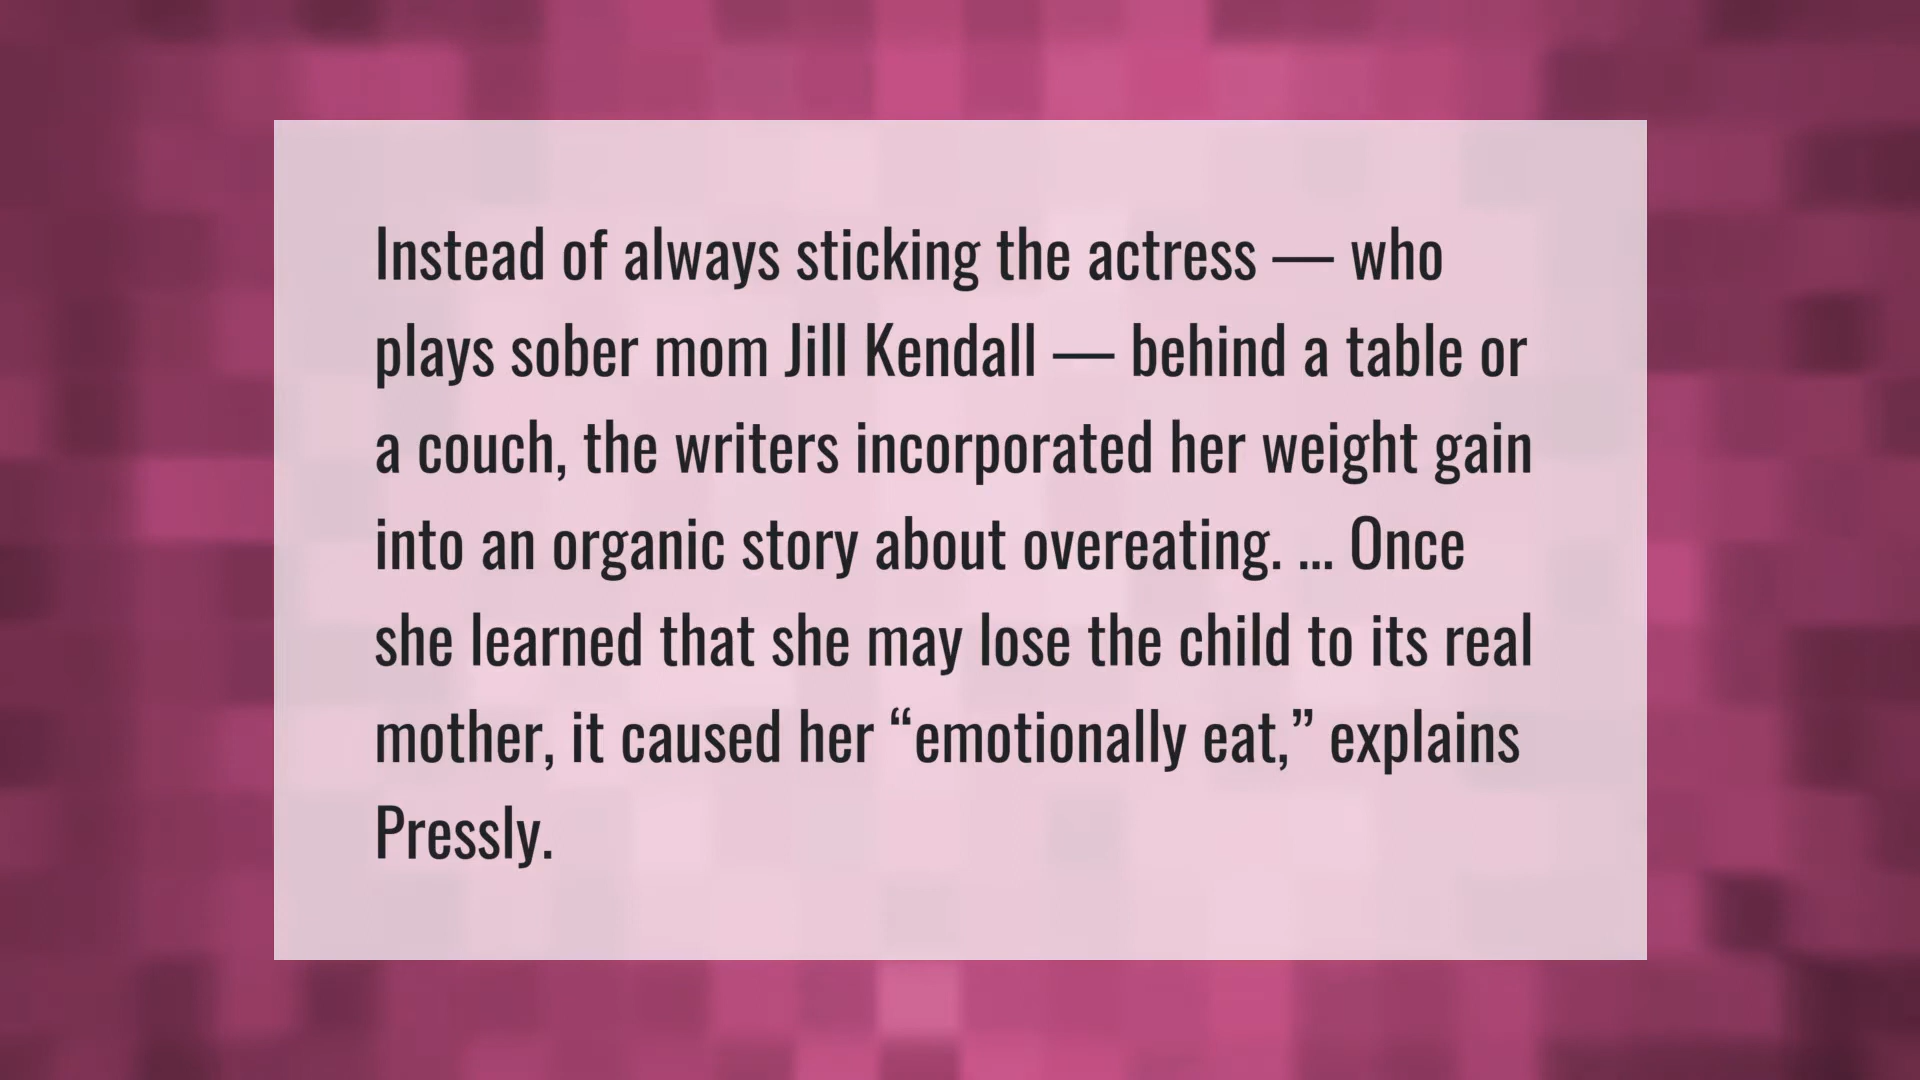 Instead of always sticking the actress — who
plays sober mom Jill Kendall — behind a table or
a couch, the writers incorporated her weight gain
into an organic story about overeating. ... Once
she learned that she may lose the child to its real
mother, it caused her “emotionally eat,” explains
Pressly.